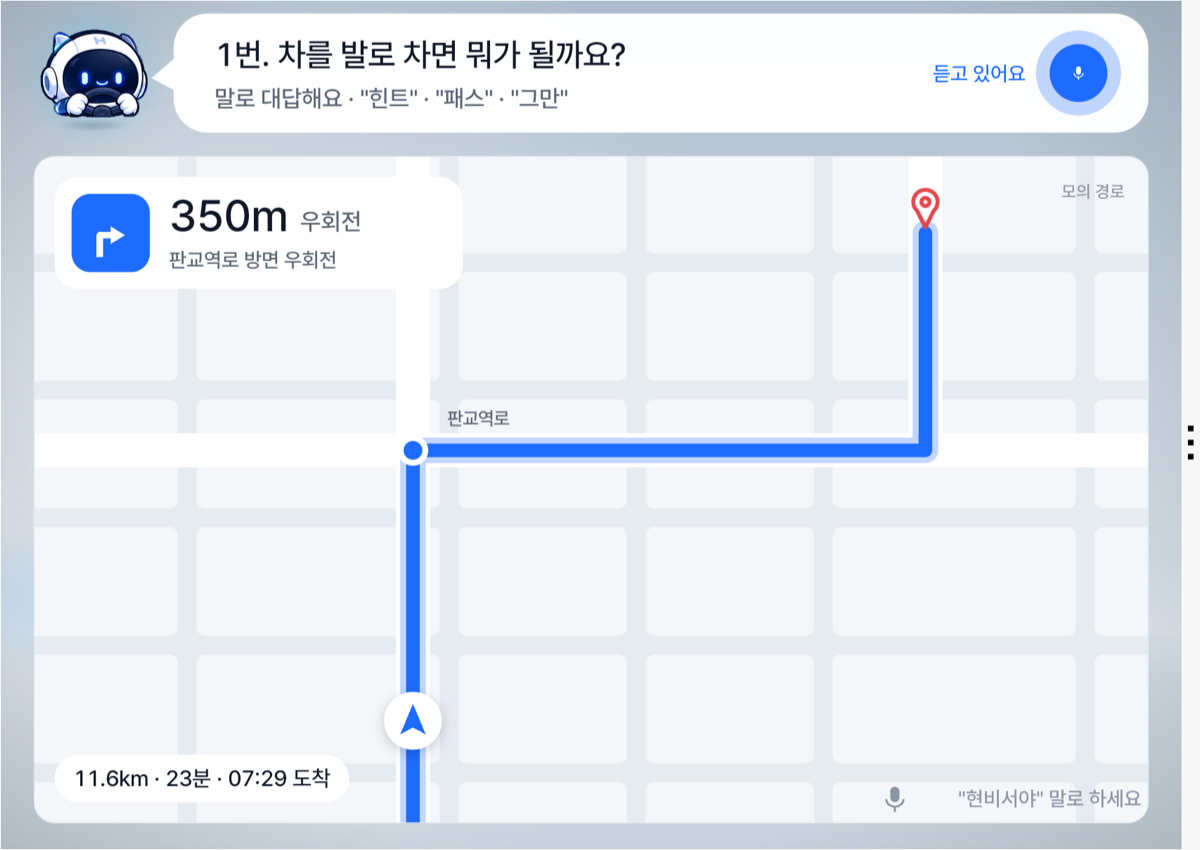 1번. 차를 발로 차면 뭐가 될까요?
말로 대답해요 · "힌트" · "패스" · "그만"
듣고 있어요
350m 우회전
판교역로 방면 우회전
모의 경로
판교역로
11.6km · 23분 · 07:29 도착
"현비서야" 말로 하세요